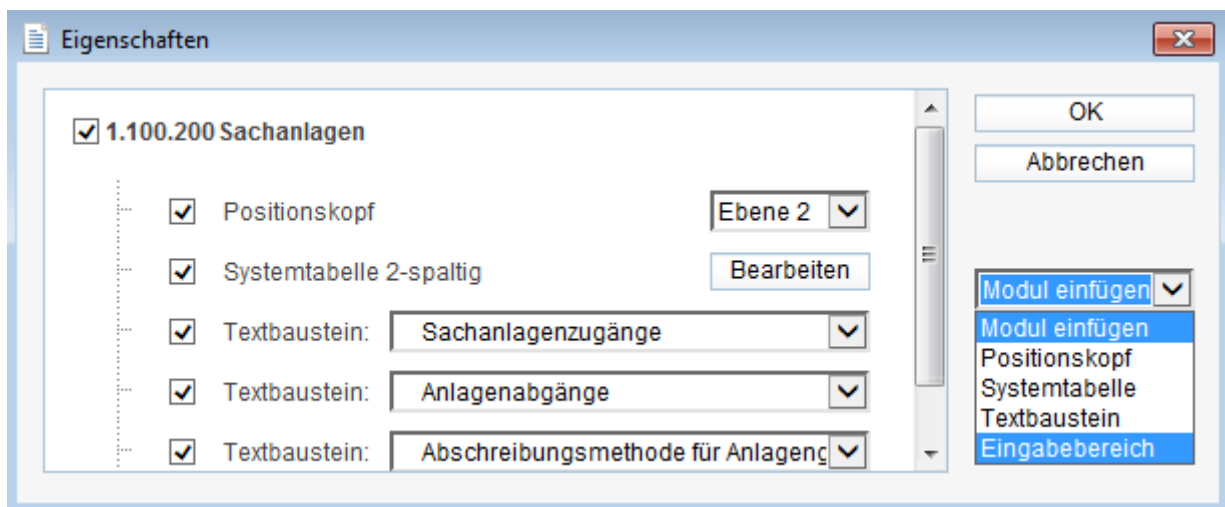 Eigenschaften
1.100.200 Sachanlagen
Positionskopf
Ebene 2
Systemtabelle 2-spaltig
Bearbeiten
Textbaustein:
Sachanlagenzugänge
Textbaustein:
Anlagenabgänge
Textbaustein:
Abschreibungsmethode für Anlageng
OK
Abbrechen
Modul einfügen
Modul einfügen
Positionskopf
Systemtabelle
Textbaustein
Eingabebereich